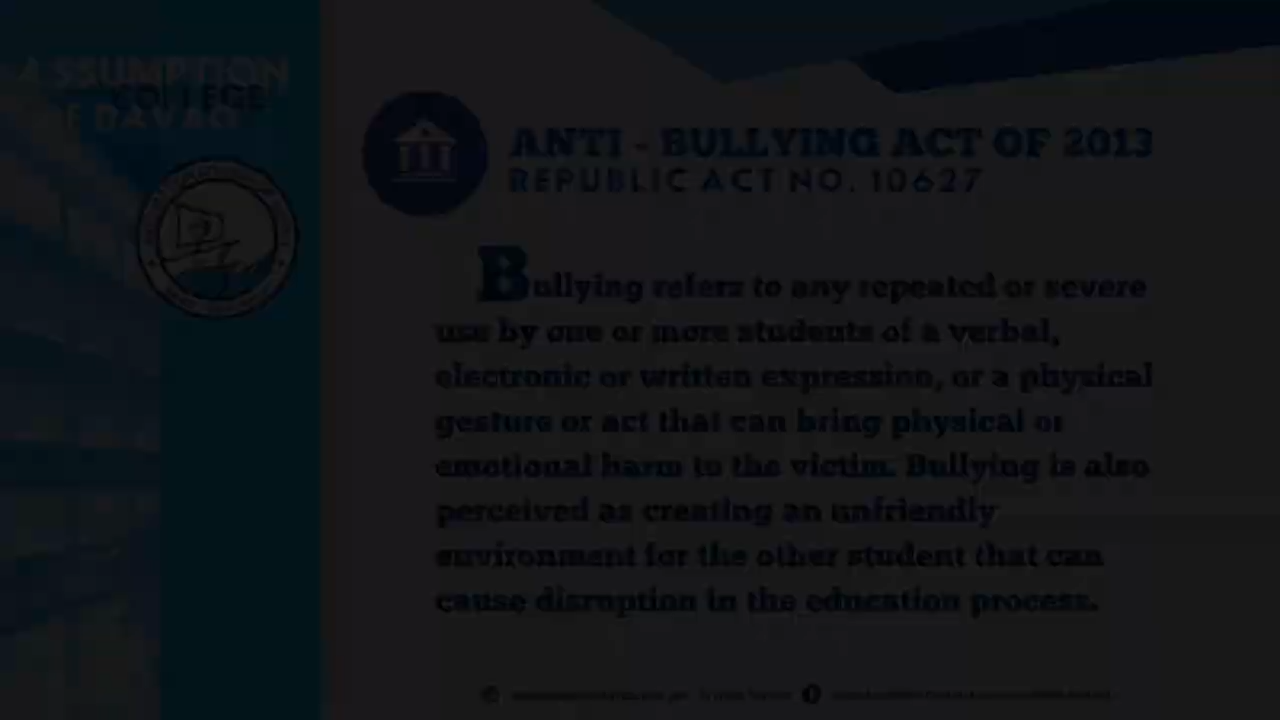 ASSUMPTION
COLLEGE
OF DAVAO
ANTI - BULLYING ACT OF 2013
REPUBLIC ACT NO. 10627
Bullying refers to any repeated or severe
use by one or more students of a verbal,
electronic or written expression, or a physical
gesture or act that can bring physical or
emotional harm to the victim. Bullying is also
perceived as creating an unfriendly
environment for the other student that can
cause disruption in the education process.